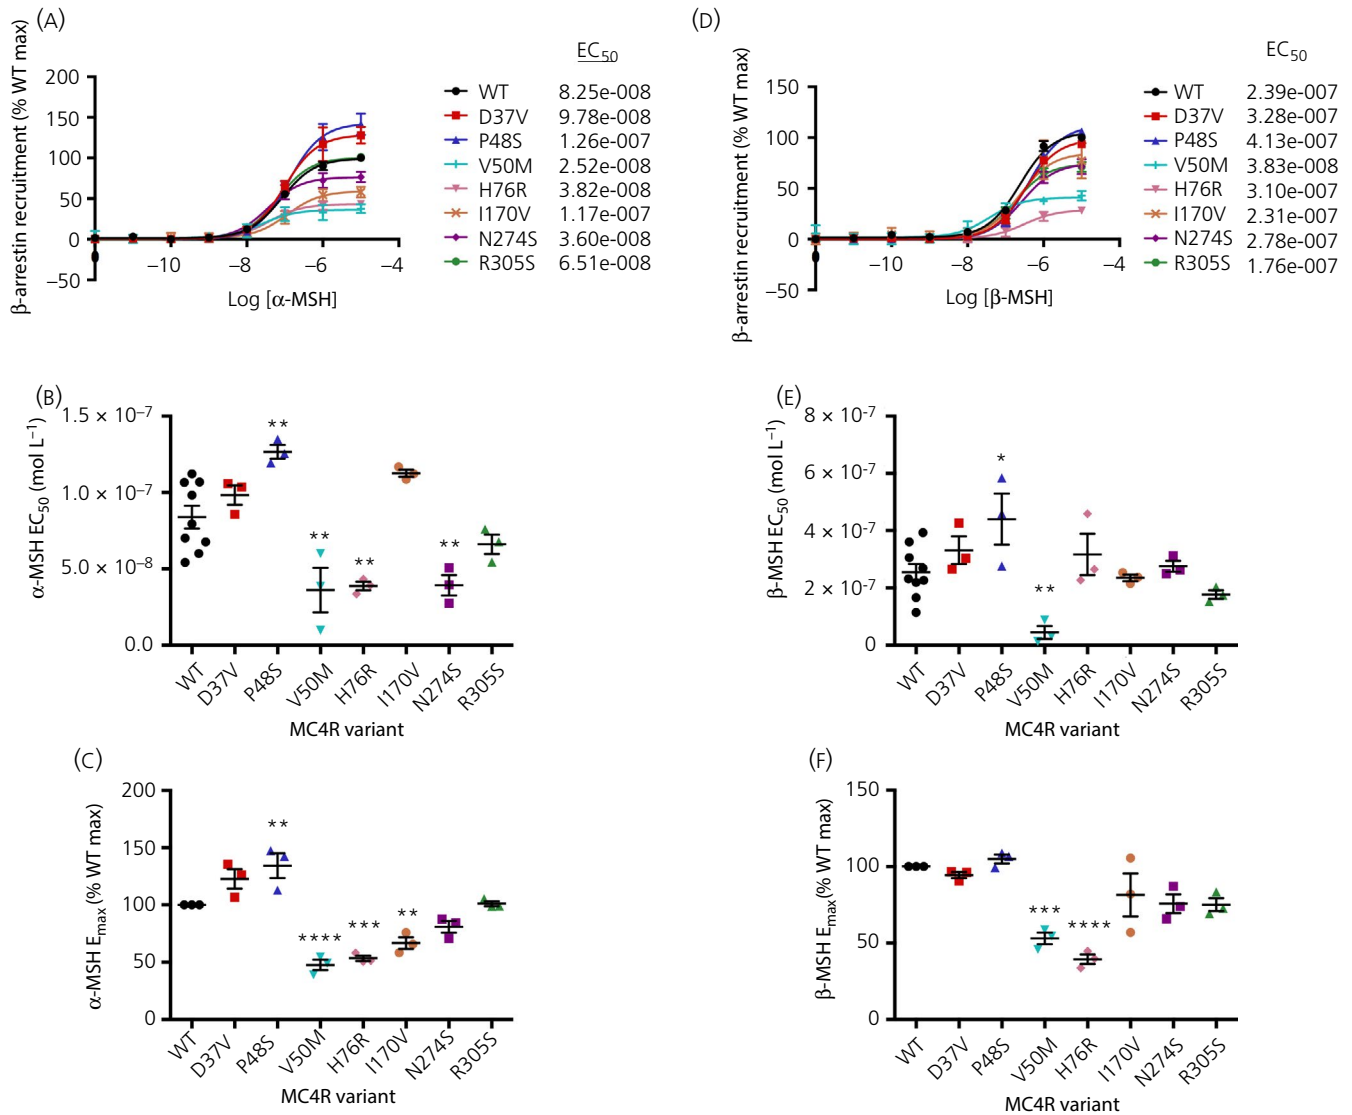 (A)
β-arrestin recruitment (% WT max)
200
150
100
50
0
−50
−10
−8
−6
−4
Log [α-MSH]
EC50
WT 8.25e-008
D37V 9.78e-008
P48S 1.26e-007
V50M 2.52e-008
H76R 3.82e-008
I170V 1.17e-007
N274S 3.60e-008
R305S 6.51e-008
(D)
β-arrestin recruitment (% WT max)
150
100
50
0
−50
−10
−8
−6
−4
Log [β-MSH]
EC50
WT 2.39e-007
D37V 3.28e-007
P48S 4.13e-007
V50M 3.83e-008
H76R 3.10e-007
I170V 2.31e-007
N274S 2.78e-007
R305S 1.76e-007
(B)
α-MSH EC50 (mol L−1)
1.5 × 10−7
1.0 × 10−7
5.0 × 10−8
0.0
**
**
**
**
WT
D37V
P48S
V50M
H76R
I170V
N274S
R305S
MC4R variant
(E)
β-MSH EC50 (mol L−1)
8 × 10-7
6 × 10-7
4 × 10-7
2 × 10-7
0
*
**
WT
D37V
P48S
V50M
H76R
I170V
N274S
R305S
MC4R variant
(C)
α-MSH Emax (% WT max)
200
150
100
50
0
**
****
***
**
WT
D37V
P48S
V50M
H76R
I170V
N274S
R305S
MC4R variant
(F)
β-MSH Emax (% WT max)
150
100
50
0
***
****
WT
D37V
P48S
V50M
H76R
I170V
N274S
R305S
MC4R variant